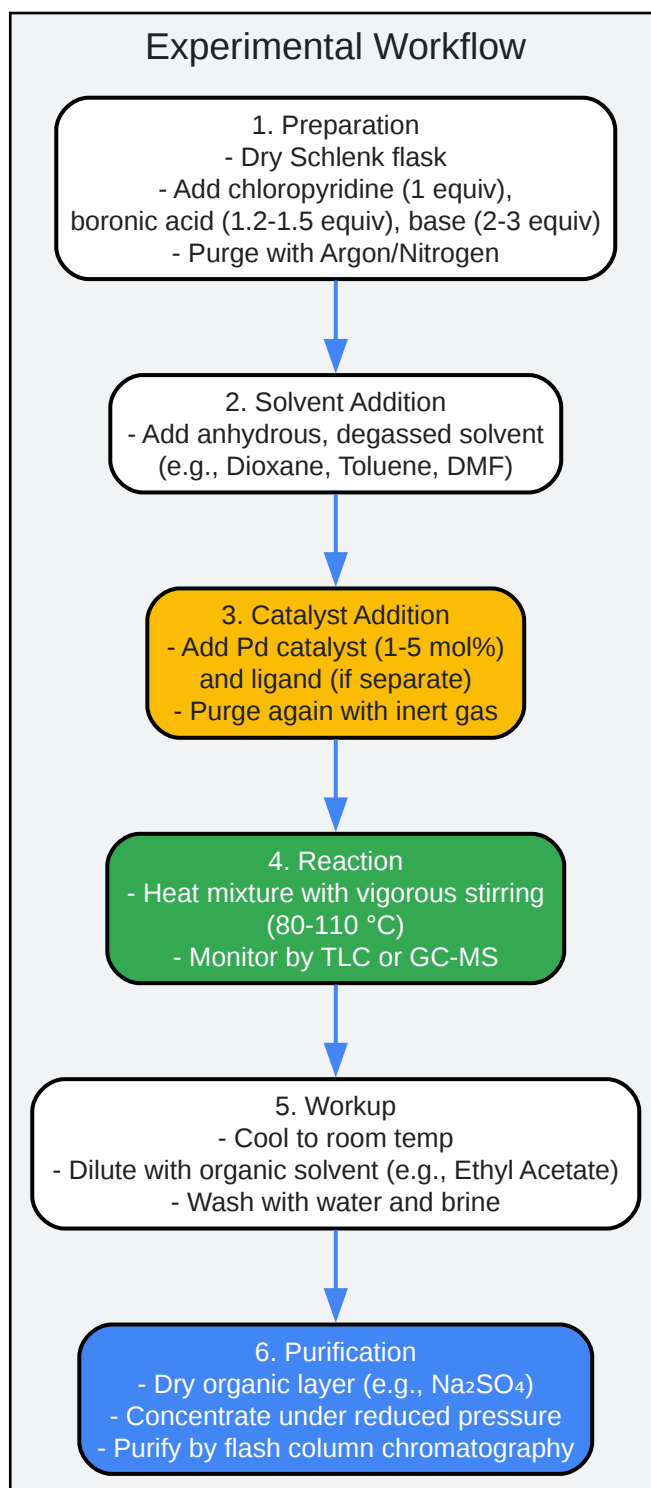 Experimental Workflow
1. Preparation
- Dry Schlenk flask
- Add chloropyridine (1 equiv),
boronic acid (1.2-1.5 equiv), base (2-3 equiv)
- Purge with Argon/Nitrogen
2. Solvent Addition
- Add anhydrous, degassed solvent
(e.g., Dioxane, Toluene, DMF)
3. Catalyst Addition
- Add Pd catalyst (1-5 mol%)
and ligand (if separate)
- Purge again with inert gas
4. Reaction
- Heat mixture with vigorous stirring
(80-110 °C)
- Monitor by TLC or GC-MS
5. Workup
- Cool to room temp
- Dilute with organic solvent (e.g., Ethyl Acetate)
- Wash with water and brine
6. Purification
- Dry organic layer (e.g., Na₂SO₄)
- Concentrate under reduced pressure
- Purify by flash column chromatography